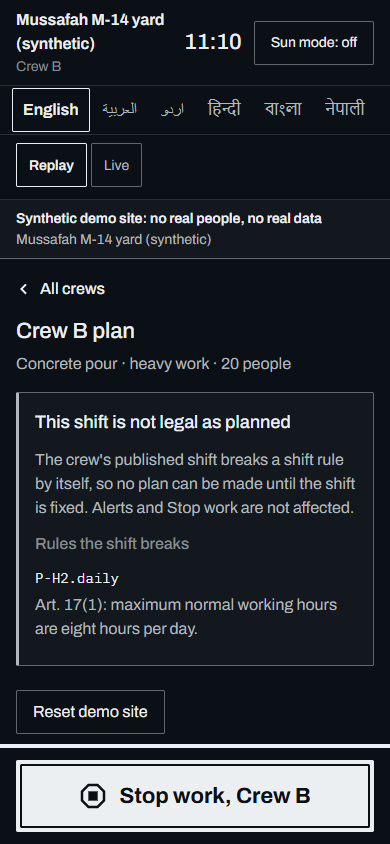 Mussafah M-14 yard
(synthetic)
Crew B
11:10
Sun mode: off
English
العربية
اردو
हिन्दी
বাংলা
नेपाली
Replay
Live
Synthetic demo site: no real people, no real data
Mussafah M-14 yard (synthetic)
All crews
Crew B plan
Concrete pour · heavy work · 20 people
This shift is not legal as planned
The crew's published shift breaks a shift rule
by itself, so no plan can be made until the shift
is fixed. Alerts and Stop work are not affected.
Rules the shift breaks
P-H2.daily
Art. 17(1): maximum normal working hours
are eight hours per day.
Reset demo site
Stop work, Crew B